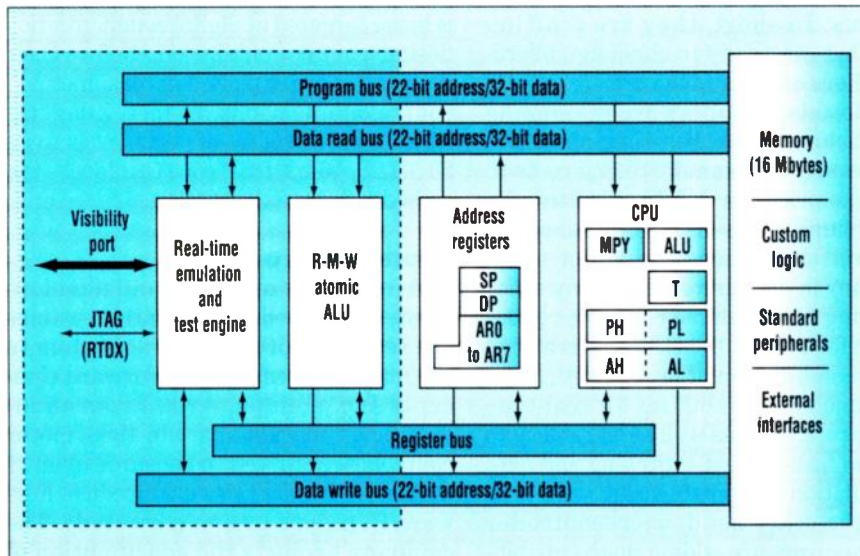 Program bus (22-bit address/32-bit data)
Data read bus (22-bit address/32-bit data)
Memory
(16 Mbytes)
Custom
logic
Standard
peripherals
External
interfaces
Visibility
port
JTAG
(RTDX)
Real-time
emulation
and
test engine
R-M-W
atomic
ALU
Address
registers
SP
DP
AR0
to AR7
CPU
MPY ALU
T
PH PL
AH AL
Register bus
Data write bus (22-bit address/32-bit data)